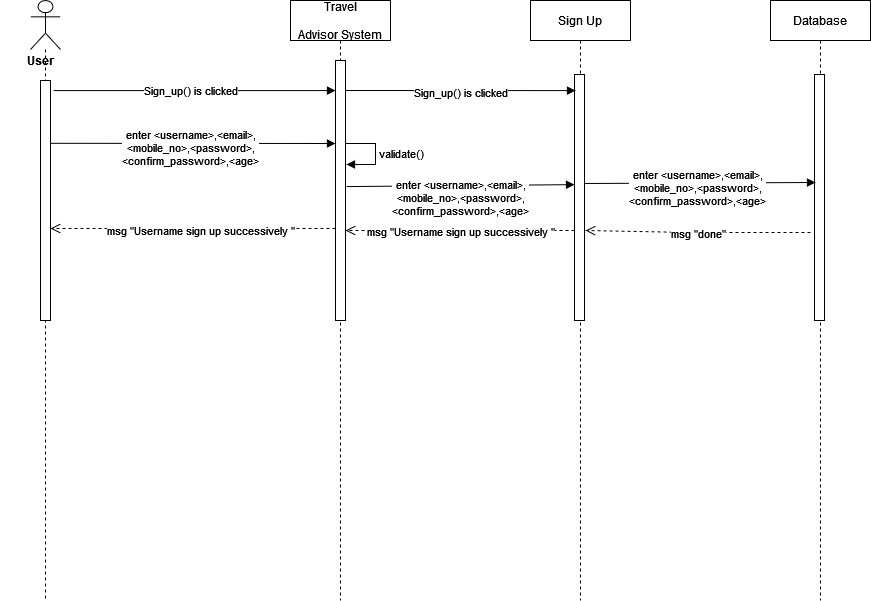 Travel
Advisor System
Sign Up
Database
User
Sign_up() is clicked
Sign_up() is clicked
enter <username>,<email>,
<mobile_no>,<password>,
<confirm_password>,<age>
validate()
enter <username>,<email>,
<mobile_no>,<password>,
<confirm_password>,<age>
enter <username>,<email>,
<mobile_no>,<password>,
<confirm_password>,<age>
msg "Username sign up successively "
msg "Username sign up successively "
msg "done"